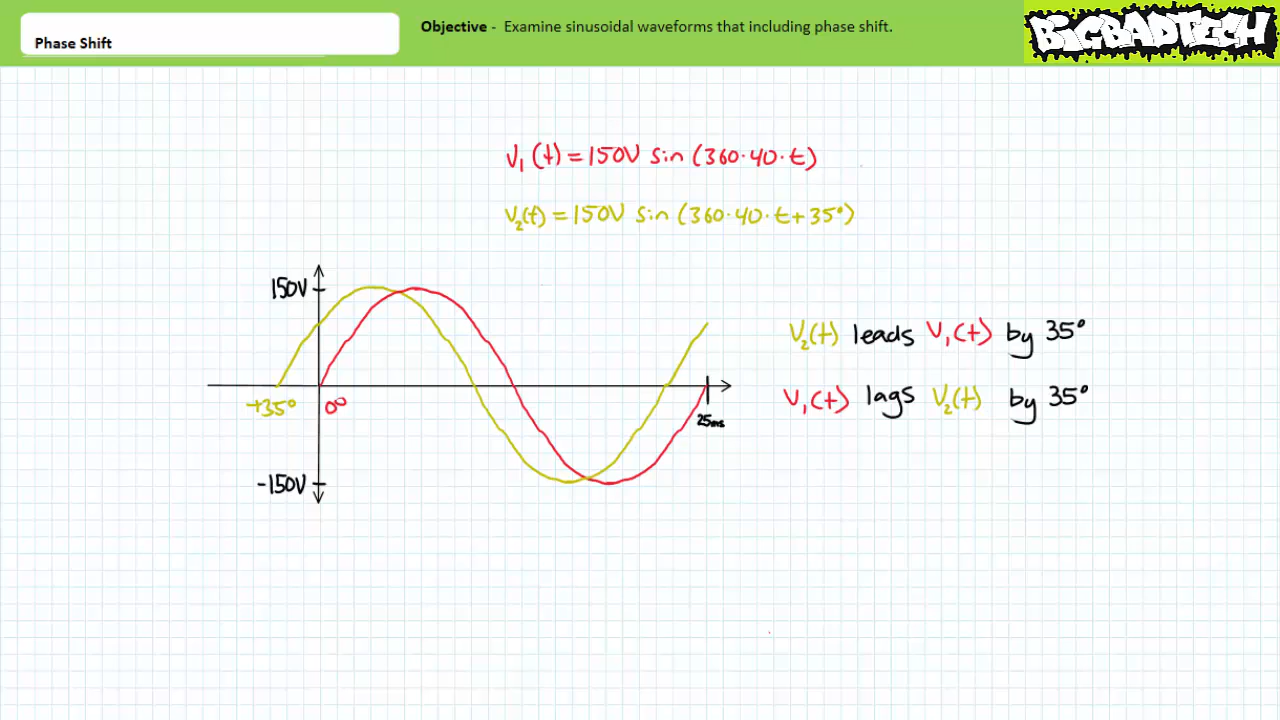 Phase Shift
Objective - Examine sinusoidal waveforms that including phase shift.
BIGBADTECH
V₁(t) = 150V sin (360·40·t)
V₂(t) = 150V sin (360·40·t + 35°)
150V
+35°
0°
25ms
-150V
V₂(t) leads V₁(t) by 35°
V₁(t) lags V₂(t) by 35°